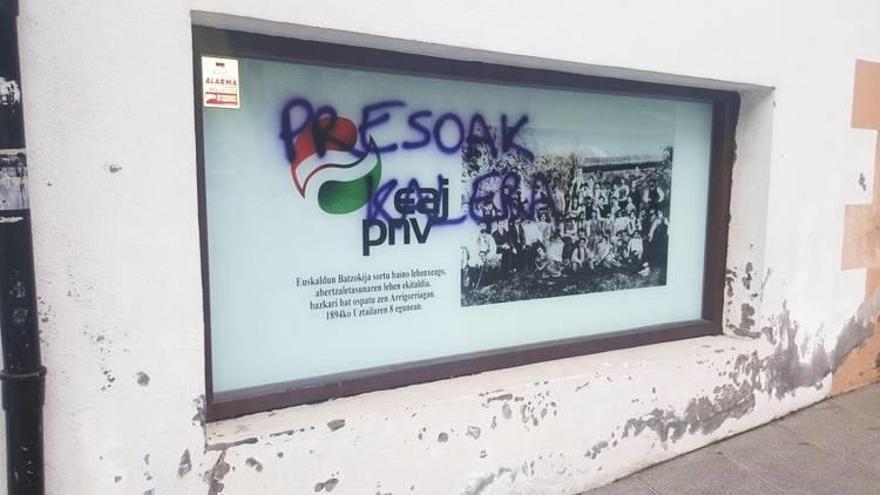 ALARMA
PRESOAK
KALERA
eaj
pnv
Euskaldun Batzokija sortu baino lehenxeago,
abertzaletasunaren lehen ekitaldia,
bazkari bat ospatu zen Arrigorriagan.
1894ko Uztailaren 8 egunean.